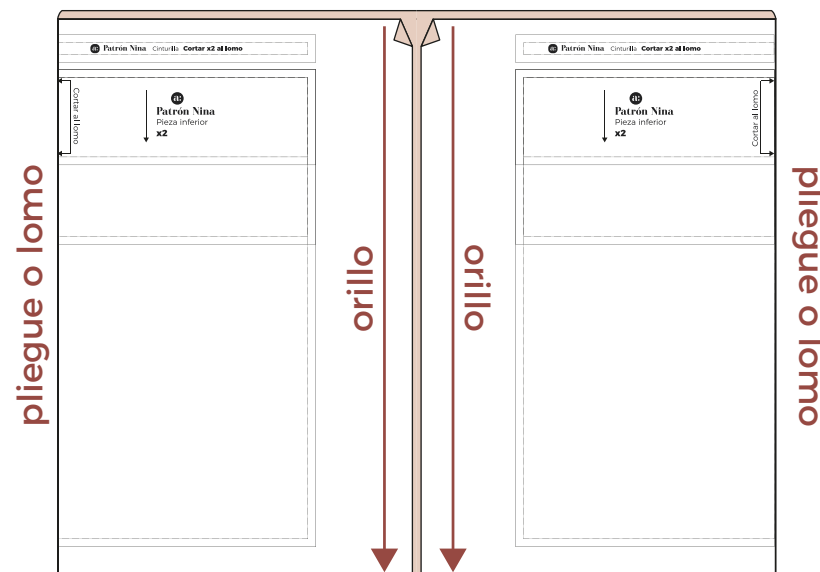 a: Patrón Nina Cinturilla Cortar x2 al lomo
a: Patrón Nina Cinturilla Cortar x2 al lomo
Cortar al lomo
a:
Patrón Nina
Pieza inferior
x2
a:
Patrón Nina
Pieza inferior
x2
Cortar al lomo
pliegue o lomo
orillo
orillo
pliegue o lomo